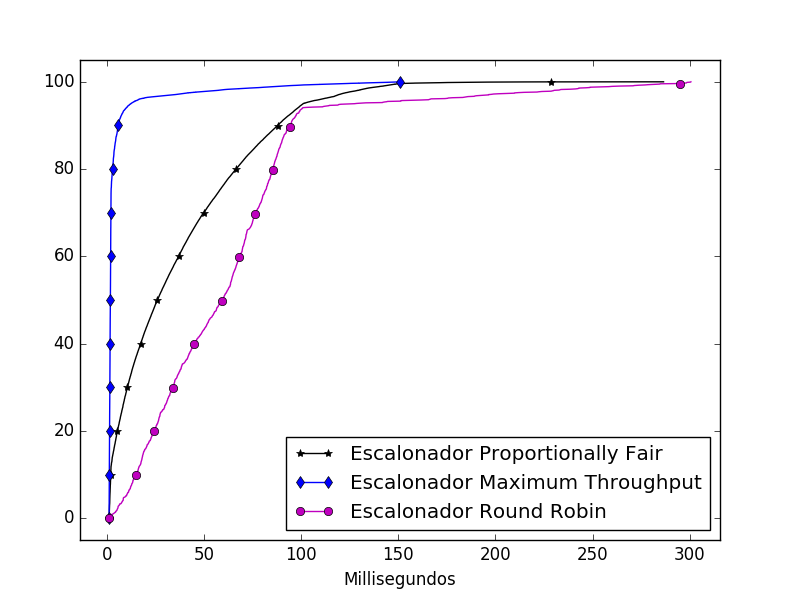 100
80
60
40
20
0
Escalonador Proportionally Fair
Escalonador Maximum Throughput
Escalonador Round Robin
0 50 100 150 200 250 300
Millisegundos